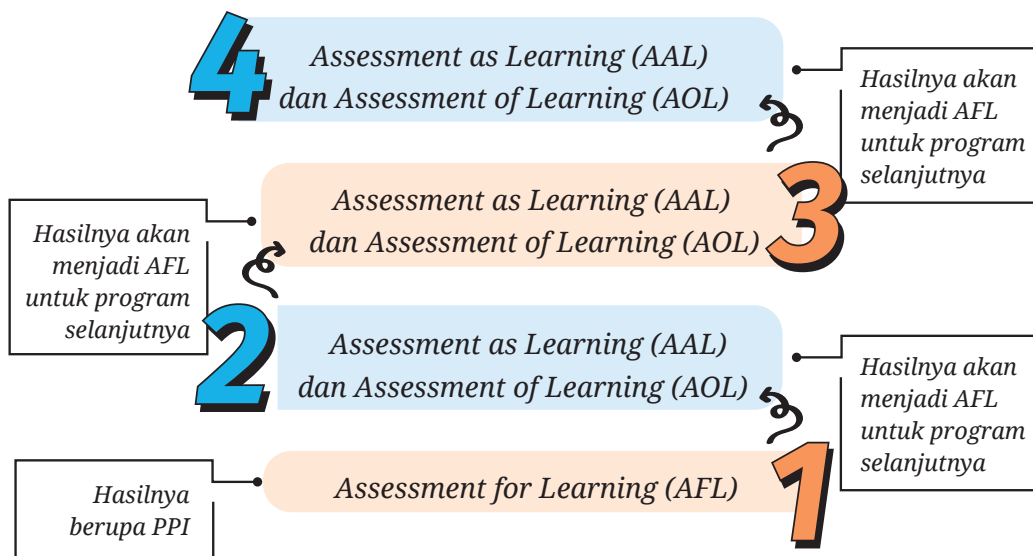 4
Assessment as Learning (AAL)
dan Assessment of Learning (AOL)
Hasilnya akan
menjadi AFL
untuk program
selanjutnya
3
Assessment as Learning (AAL)
dan Assessment of Learning (AOL)
Hasilnya akan
menjadi AFL
untuk program
selanjutnya
2
Assessment as Learning (AAL)
dan Assessment of Learning (AOL)
Hasilnya akan
menjadi AFL
untuk program
selanjutnya
1
Assessment for Learning (AFL)
Hasilnya
berupa PPI